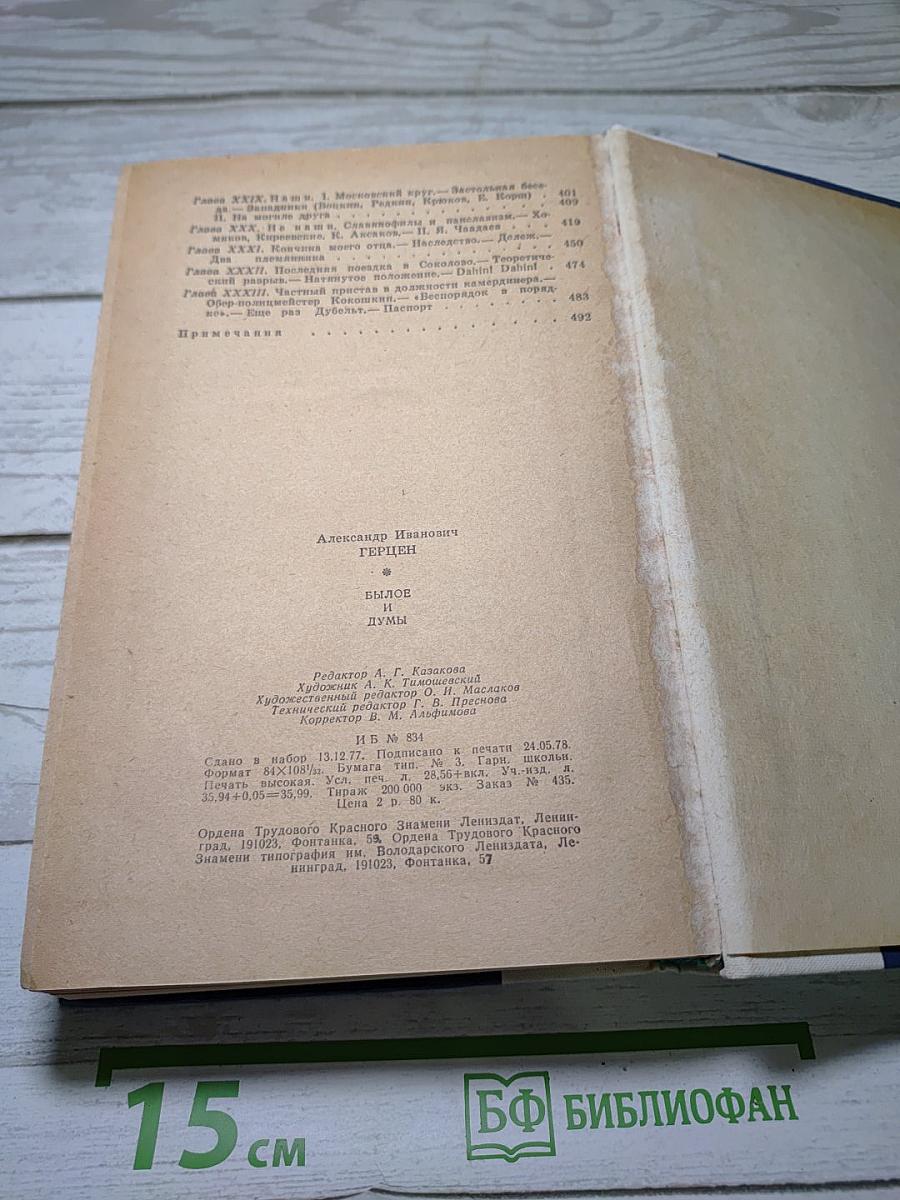 Глава XXIX. Наши. I. Московский круг.— Застольная бесе-
да.— Западники (Боткин, Редкин, Крюков, Е. Корш) . 401
II. На могиле друга . . . . . . . . . . . . 409
Глава XXX. Не наши. Славянофилы и панславизм.— Хо-
мяков, Киреевские, К. Аксаков.— П. Я. Чаадаев . . . 419
Глава XXXI. Кончина моего отца.— Наследство.— Дележ.—
Два племянника . . . . . . . . . . . . . 450
Глава XXXII. Последняя поездка в Соколово.— Теоретиче-
ский разрыв.— Натянутое положение.— Dahin! Dahin! . 474
Глава XXXIII. Частный пристав в должности камердинера.—
Обер-полицмейстер Кокошкин.— «Беспорядок в поряд-
ке».— Еще раз Дубельт.— Паспорт . . . . . . . 483
Примечания . . . . . . . . . . . . . . . 492
Александр Иванович
ГЕРЦЕН
*
БЫЛОЕ
И
ДУМЫ
Редактор А. Г. Казакова
Художник А. К. Тимошевский
Художественный редактор О. И. Маслаков
Технический редактор Г. В. Преснова
Корректор В. М. Альфимова
И Б № 834
Сдано в набор 13.12.77. Подписано к печати 24.05.78.
Формат 84×108¹/₃₂. Бумага тип. № 3. Гарн. школьн.
Печать высокая. Усл. печ. л. 28,56+вкл. Уч.-изд. л.
35,94+0,05=35,99. Тираж 200 000 экз. Заказ № 435.
Цена 2 р. 80 к.
Ордена Трудового Красного Знамени Лениздат, Ленин-
град, 191023, Фонтанка, 59. Ордена Трудового Красного
Знамени типография им. Володарского Лениздата, Ле-
нинград, 191023, Фонтанка, 57
15 см
БФ БИБЛИОФАН